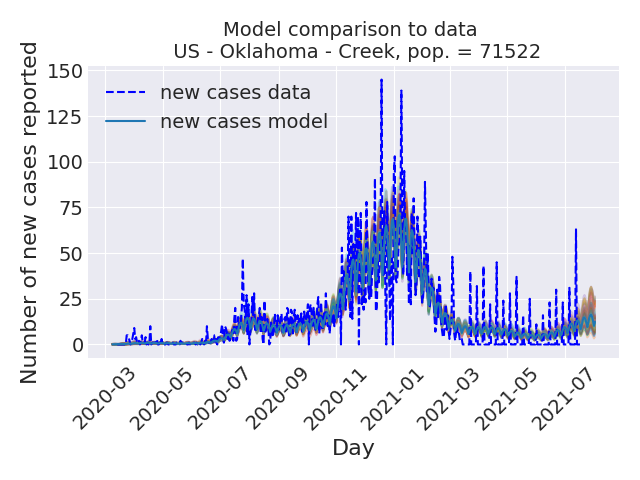 Model comparison to data
US - Oklahoma - Creek, pop. = 71522
Number of new cases reported
150
125
100
75
50
25
0
new cases data
new cases model
2020-03
2020-05
2020-07
2020-09
2020-11
2021-01
2021-03
2021-05
2021-07
Day